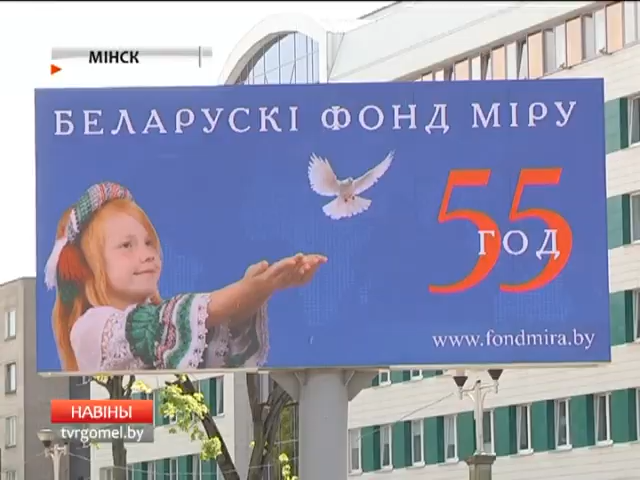 МІНСК
БЕЛАРУСКІ ФОНД МІРУ
55
ГОД
www.fondmira.by
НАВІНЫ
tvrgomel.by